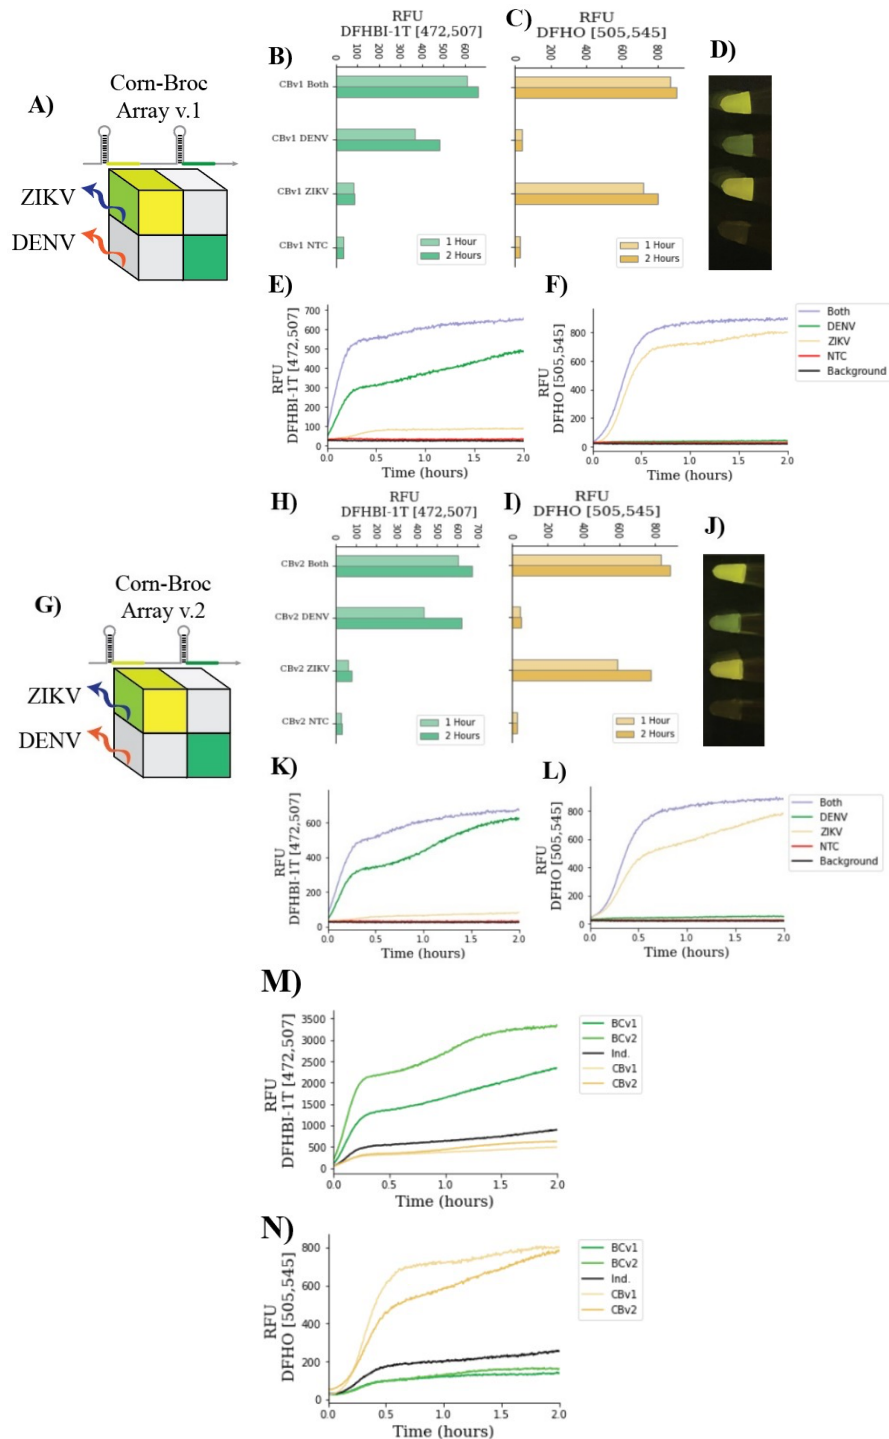 A)
Corn-Broc
Array v.1
ZIKV
DENV
B)
RFU
DFHBI-1T [472,507]
0
100
200
300
400
500
600
CBv1 Both
CBv1 DENV
CBv1 ZIKV
CBv1 NTC
1 Hour
2 Hours
C)
RFU
DFHO [505,545]
0
200
400
600
800
1 Hour
2 Hours
D)
E)
RFU
DFHBI-1T [472,507]
700
600
500
400
300
200
100
0
0.0
0.5
1.0
1.5
2.0
Time (hours)
F)
RFU
DFHO [505,545]
800
600
400
200
0
0.0
0.5
1.0
1.5
2.0
Time (hours)
Both
DENV
ZIKV
NTC
Background
G)
Corn-Broc
Array v.2
ZIKV
DENV
H)
RFU
DFHBI-1T [472,507]
0
100
200
300
400
500
600
700
CBv2 Both
CBv2 DENV
CBv2 ZIKV
CBv2 NTC
1 Hour
2 Hours
I)
RFU
DFHO [505,545]
0
200
400
600
800
1 Hour
2 Hours
J)
K)
RFU
DFHBI-1T [472,507]
600
400
200
0
0.0
0.5
1.0
1.5
2.0
Time (hours)
L)
RFU
DFHO [505,545]
800
600
400
200
0
0.0
0.5
1.0
1.5
2.0
Time (hours)
Both
DENV
ZIKV
NTC
Background
M)
RFU
DFHBI-1T [472,507]
3500
3000
2500
2000
1500
1000
500
0
0.0
0.5
1.0
1.5
2.0
Time (hours)
BCv1
BCv2
Ind.
CBv1
CBv2
N)
RFU
DFHO [505,545]
800
600
400
200
0
0.0
0.5
1.0
1.5
2.0
Time (hours)
BCv1
BCv2
Ind.
CBv1
CBv2